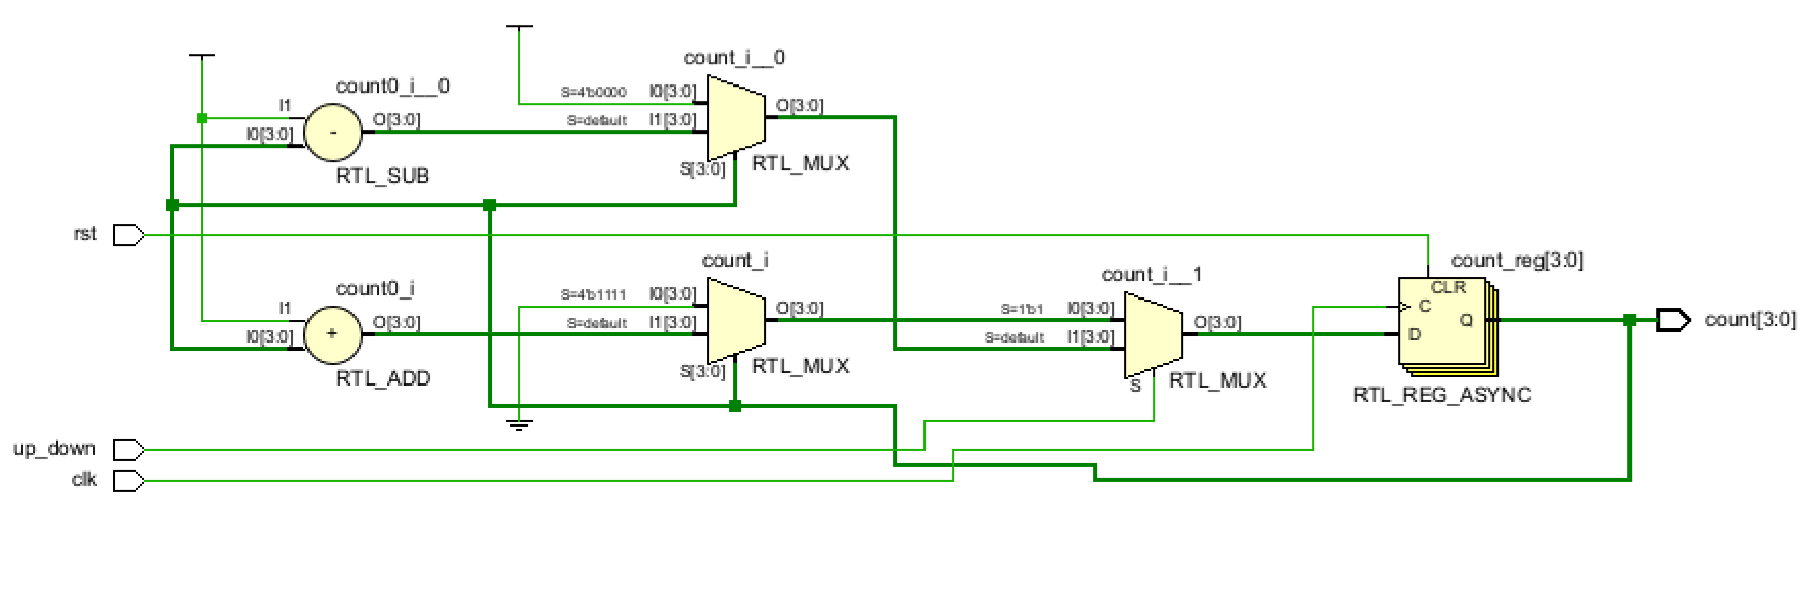 count_i__0
count0_i__0
S=4'b0000 I0[3:0]
O[3:0]
I1
O[3:0]
S=default I1[3:0]
I0[3:0]
-
RTL_MUX
S[3:0]
RTL_SUB
rst
count_i
count_reg[3:0]
count_i__1
count0_i
CLR
S=4'b1111 I0[3:0]
C
I1
O[3:0]
S=1'b1 I0[3:0]
O[3:0]
S=default I1[3:0]
O[3:0]
Q
count[3:0]
I0[3:0]
+
S=default I1[3:0]
D
RTL_MUX
S[3:0]
RTL_ADD
S
RTL_MUX
RTL_REG_ASYNC
up_down
clk